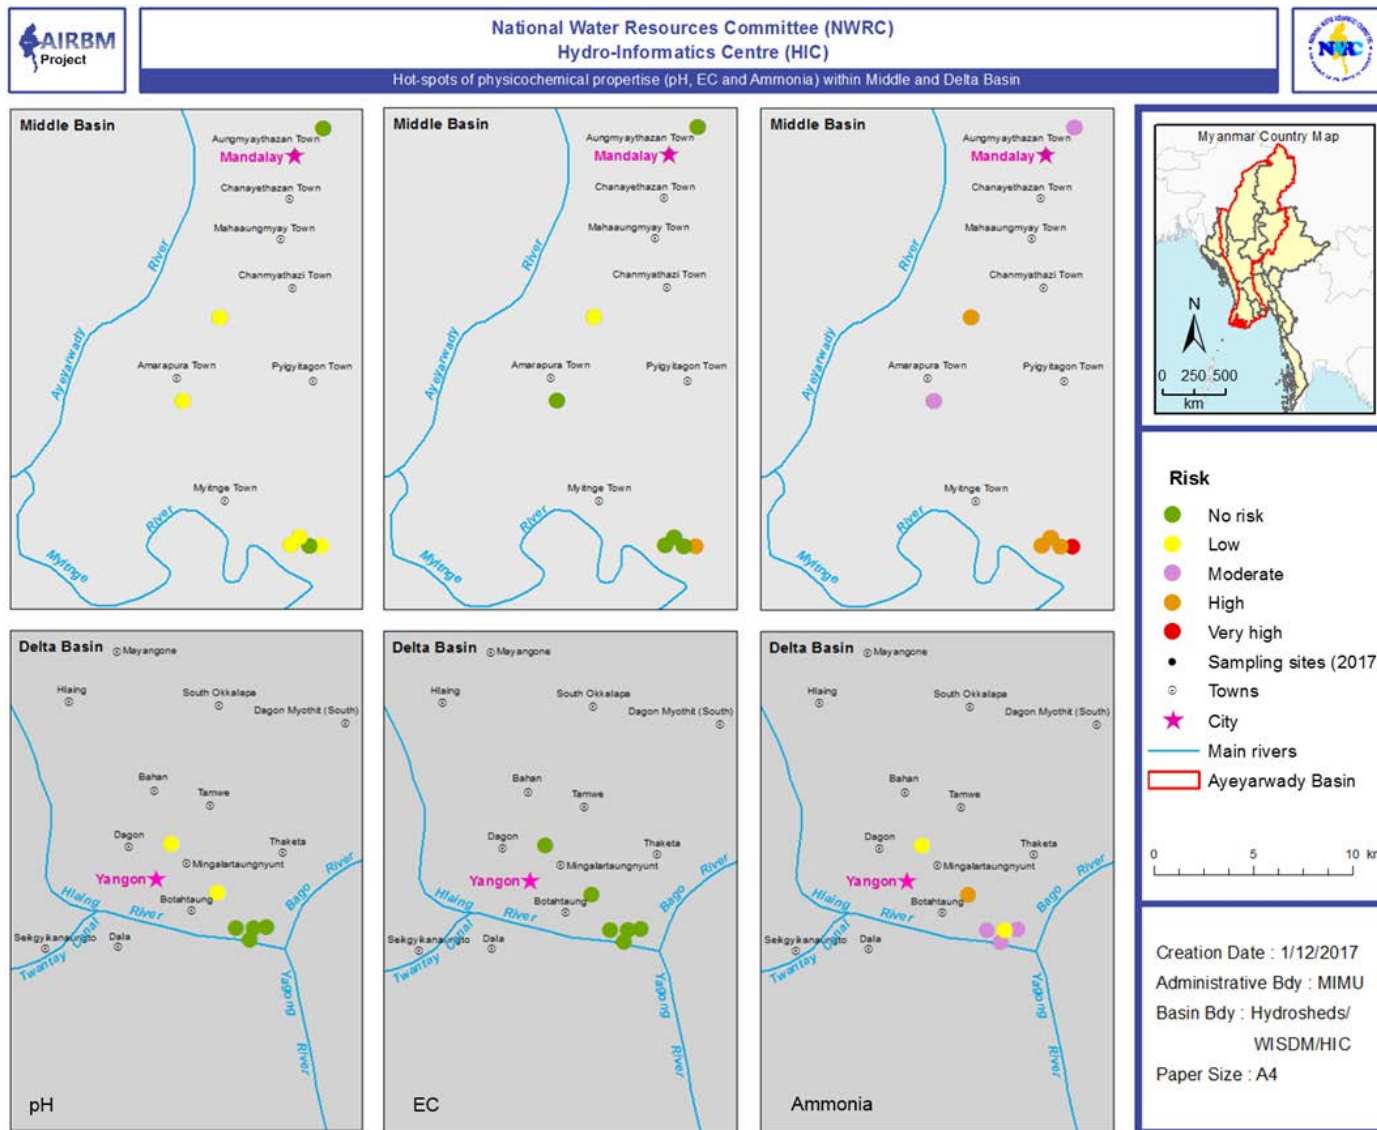 AIRBM
Project
National Water Resources Committee (NWRC)
Hydro-Informatics Centre (HIC)
Hot-spots of physicochemical propertise (pH, EC and Ammonia) within Middle and Delta Basin
NWRC
Middle Basin
Aungmyaythazan Town
Mandalay
Chanayethazan Town
Mahaaungmyay Town
River
Chanmyathazi Town
Ayeyarwady
Amarapura Town
Pyigyitagon Town
Myitnge Town
River
Myitnge
Middle Basin
Aungmyaythazan Town
Mandalay
Chanayethazan Town
Mahaaungmyay Town
River
Chanmyathazi Town
Ayeyarwady
Amarapura Town
Pyigyitagon Town
Myitnge Town
River
Myitnge
Middle Basin
Aungmyaythazan Town
Mandalay
Chanayethazan Town
Mahaaungmyay Town
River
Chanmyathazi Town
Ayeyarwady
Amarapura Town
Pyigyitagon Town
Myitnge Town
River
Myitnge
Delta Basin
Mayangone
Hlaing
South Okkalapa
Dagon Myothit (South)
Bahan
Tamwe
Dagon
Thaketa
Mingalartaungnyunt
Yangon
Botahtaung
Hlaing
River
Bago River
Seikgyikanaungto
Dala
Twantay Canal
Yagong
River
pH
Delta Basin
Mayangone
Hlaing
South Okkalapa
Dagon Myothit (South)
Bahan
Tamwe
Dagon
Thaketa
Mingalartaungnyunt
Yangon
Botahtaung
Hlaing
River
Bago River
Seikgyikanaungto
Dala
Twantay Canal
Yagong
River
EC
Delta Basin
Mayangone
Hlaing
South Okkalapa
Dagon Myothit (South)
Bahan
Tamwe
Dagon
Thaketa
Mingalartaungnyunt
Yangon
Botahtaung
Hlaing
River
Bago River
Seikgyikanaungto
Dala
Twantay Canal
Yagong
River
Ammonia
Myanmar Country Map
N
0 250 500
km
Risk
No risk
Low
Moderate
High
Very high
Sampling sites (2017
Towns
City
Main rivers
Ayeyarwady Basin
0 5 10 km
Creation Date : 1/12/2017
Administrative Bdy : MIMU
Basin Bdy : Hydrosheds/
WISDM/HIC
Paper Size : A4